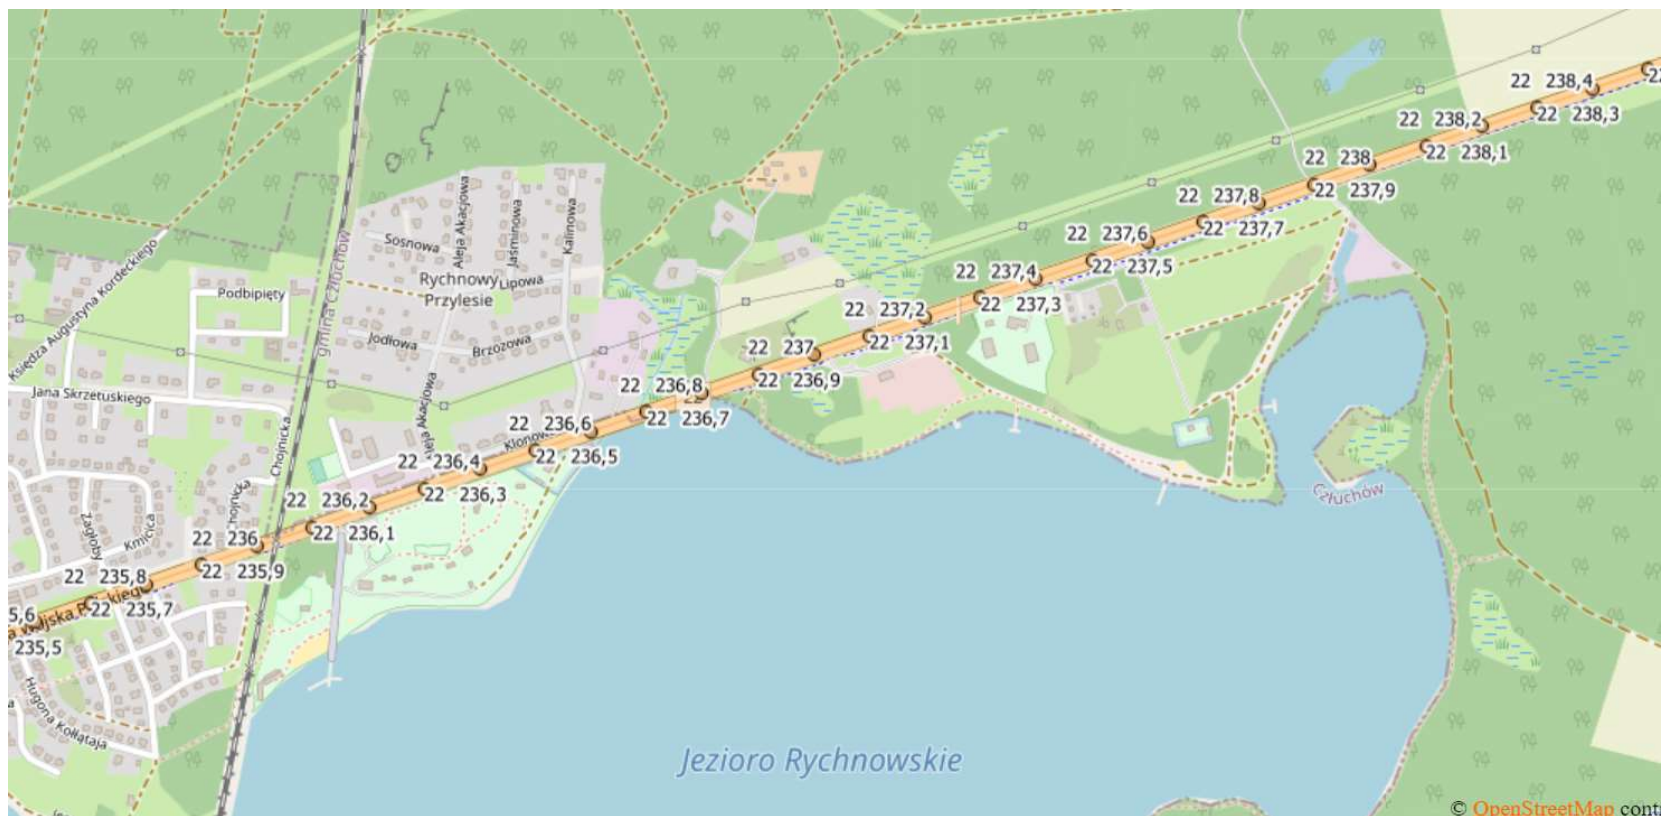 22 238,4
22 238,3
22 238,2
22 238,1
22 238
22 237,9
22 237,8
22 237,7
22 237,6
22 237,5
22 237,4
22 237,3
22 237,2
22 237,1
22 237
22 236,9
22 236,8
22 236,7
22 236,6
22 236,5
22 236,4
22 236,3
22 236,2
22 236,1
22 236
22 235,9
22 235,8
22 235,7
5,6
235,5
Księdza Augustyna Kordeckiego
gmina Człuchów
Podbipięty
Sosnowa
Aleja Akacjowa
Jaśminowa
Kalinowa
Rychnowy
Przylesie
Lipowa
Jodłowa
Brzozowa
Aleja Akacjowa
Klonowa
Jana Skrzetuskiego
Chojnicka
Chojnicka
Zagłoby
Kmicica
Hugona Kołłątaja
Człuchów
Jezioro Rychnowskie
© OpenStreetMap cont